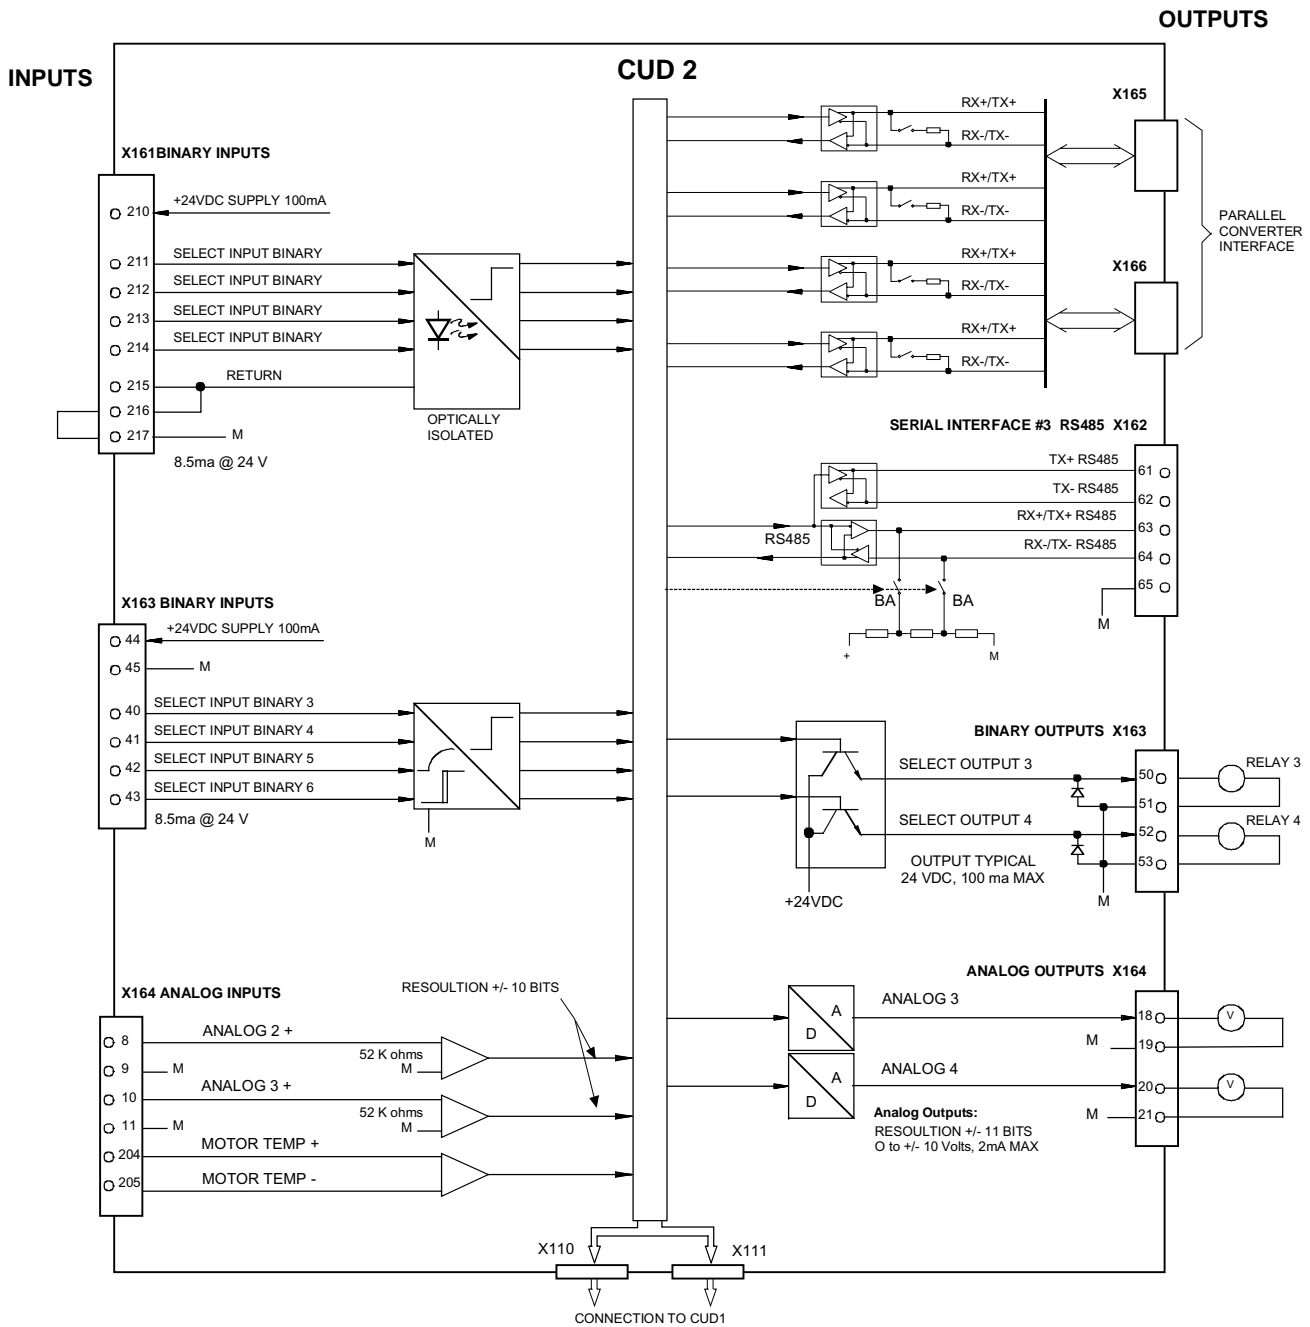 OUTPUTS
INPUTS
CUD 2
X161BINARY INPUTS
210
+24VDC SUPPLY 100mA
211
SELECT INPUT BINARY
212
SELECT INPUT BINARY
213
SELECT INPUT BINARY
214
SELECT INPUT BINARY
215
RETURN
216
217
M
8.5ma @ 24 V
OPTICALLY
ISOLATED
X163 BINARY INPUTS
44
+24VDC SUPPLY 100mA
45
M
40
SELECT INPUT BINARY 3
41
SELECT INPUT BINARY 4
42
SELECT INPUT BINARY 5
43
SELECT INPUT BINARY 6
8.5ma @ 24 V
M
X164 ANALOG INPUTS
RESOULTION +/- 10 BITS
8
ANALOG 2 +
52 K ohms
M
9
M
10
ANALOG 3 +
52 K ohms
M
11
M
204
MOTOR TEMP +
205
MOTOR TEMP -
X165
RX+/TX+
RX-/TX-
RX+/TX+
RX-/TX-
PARALLEL
CONVERTER
INTERFACE
X166
RX+/TX+
RX-/TX-
RX+/TX+
RX-/TX-
SERIAL INTERFACE #3 RS485 X162
TX+ RS485
61
TX- RS485
62
RX+/TX+ RS485
63
RS485
RX-/TX- RS485
64
65
BA
BA
M
+
M
BINARY OUTPUTS X163
SELECT OUTPUT 3
50
RELAY 3
51
SELECT OUTPUT 4
52
RELAY 4
53
OUTPUT TYPICAL
24 VDC, 100 ma MAX
+24VDC
M
ANALOG OUTPUTS X164
A
D
ANALOG 3
18
V
M
19
A
D
ANALOG 4
20
V
M
21
Analog Outputs:
RESOULTION +/- 11 BITS
O to +/- 10 Volts, 2mA MAX
X110
X111
CONNECTION TO CUD1